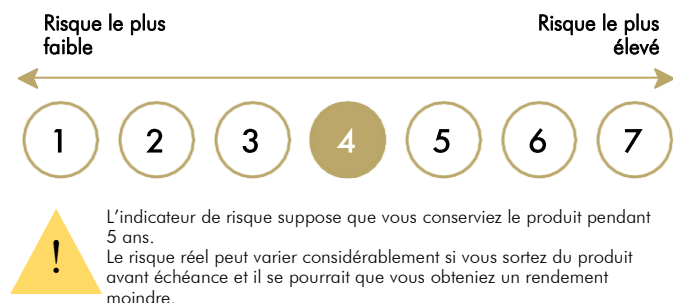 Risque le plus faible
Risque le plus élevé
1 2 3 4 5 6 7
!
L'indicateur de risque suppose que vous conserviez le produit pendant
5 ans.
Le risque réel peut varier considérablement si vous sortez du produit
avant échéance et il se pourrait que vous obteniez un rendement
moindre.